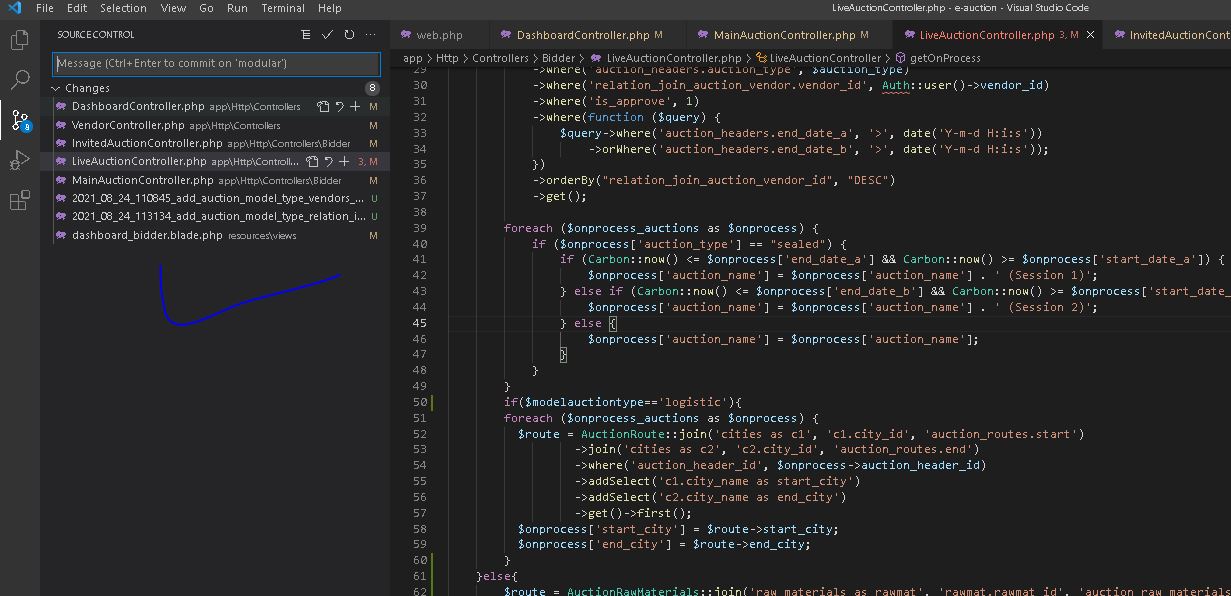 File Edit Selection View Go Run Terminal Help LiveAuctionController.php - e-auction - Visual Studio Code
SOURCE CONTROL
Message (Ctrl+Enter to commit on 'modular')
Changes 8
DashboardController.php app\Http\Controllers M
VendorController.php app\Http\Controllers M
InvitedAuctionController.php app\Http\Controllers\Bidder M
LiveAuctionController.php app\Http\Controll... 3, M
MainAuctionController.php app\Http\Controllers\Bidder M
2021_08_24_110845_add_auction_model_type_vendors_... U
2021_08_24_113134_add_auction_model_type_relation_i... U
dashboard_bidder.blade.php resources\views M
8
web.php DashboardController.php M MainAuctionController.php M LiveAuctionController.php 3, M InvitedAuctionCont
app > Http > Controllers > Bidder > LiveAuctionController.php > LiveAuctionController > getOnProcess
29 ->where('auction_headers.auction_type', $auction_type)
30 ->where('relation_join_auction_vendor.vendor_id', Auth::user()->vendor_id)
31 ->where('is_approve', 1)
32 ->where(function ($query) {
33 $query->where('auction_headers.end_date_a', '>', date('Y-m-d H:i:s'))
34 ->orWhere('auction_headers.end_date_b', '>', date('Y-m-d H:i:s'));
35 })
36 ->orderBy("relation_join_auction_vendor_id", "DESC")
37 ->get();
38
39 foreach ($onprocess_auctions as $onprocess) {
40 if ($onprocess['auction_type'] == "sealed") {
41 if (Carbon::now() <= $onprocess['end_date_a'] && Carbon::now() >= $onprocess['start_date_a']) {
42 $onprocess['auction_name'] = $onprocess['auction_name'] . ' (Session 1)';
43 } else if (Carbon::now() <= $onprocess['end_date_b'] && Carbon::now() >= $onprocess['start_date_
44 $onprocess['auction_name'] = $onprocess['auction_name'] . ' (Session 2)';
45 } else {
46 $onprocess['auction_name'] = $onprocess['auction_name'];
47 }
48 }
49 }
50 if($modelauctiontype=='logistic'){
51 foreach ($onprocess_auctions as $onprocess) {
52 $route = AuctionRoute::join('cities as c1', 'c1.city_id', 'auction_routes.start')
53 ->join('cities as c2', 'c2.city_id', 'auction_routes.end')
54 ->where('auction_header_id', $onprocess->auction_header_id)
55 ->addSelect('c1.city_name as start_city')
56 ->addSelect('c2.city_name as end_city')
57 ->get()->first();
58 $onprocess['start_city'] = $route->start_city;
59 $onprocess['end_city'] = $route->end_city;
60 }
61 }else{
62 $route = AuctionRawMaterials::join('raw_materials as rawmat', 'rawmat.rawmat_id', 'auction_raw_materia